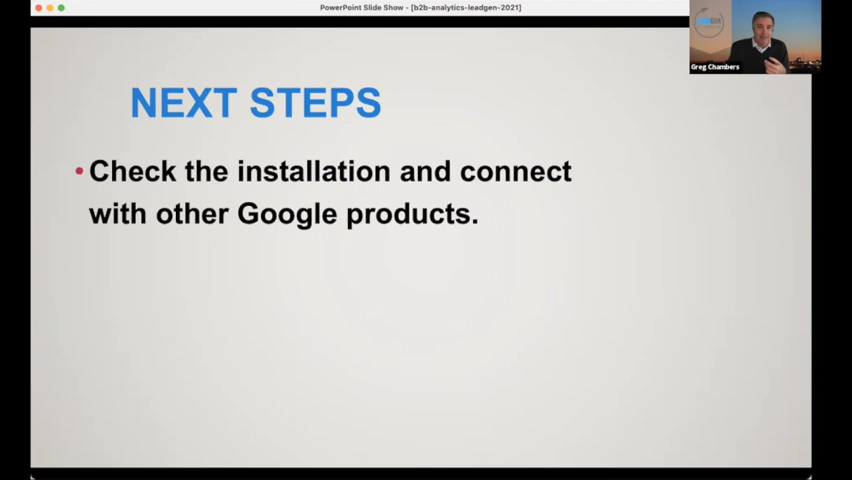 PowerPoint Slide Show - [b2b-analytics-leadgen-2021]
Greg Chambers
NEXT STEPS
• Check the installation and connect
with other Google products.